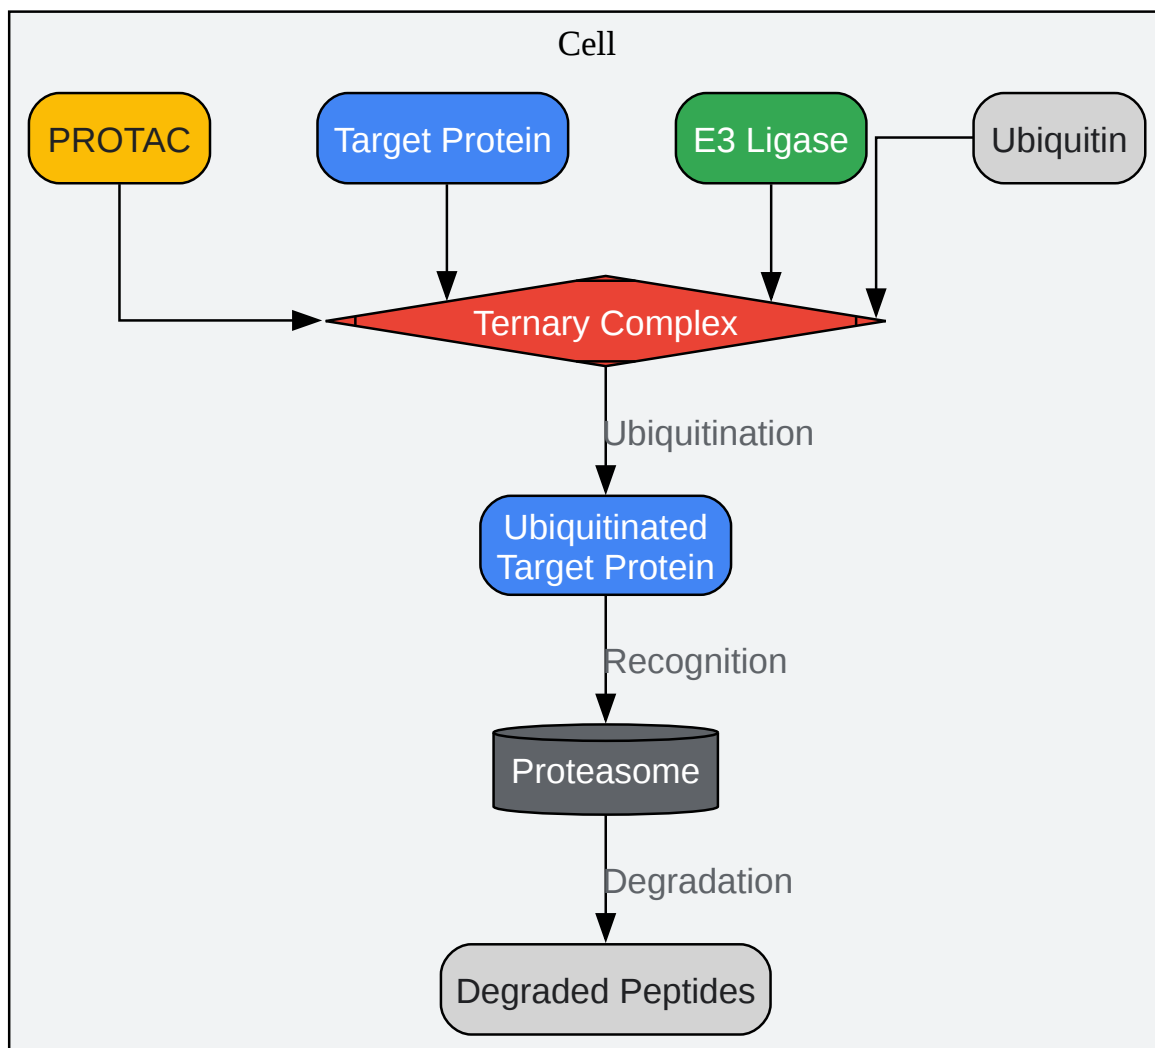 Cell
PROTAC
Target Protein
E3 Ligase
Ubiquitin
Ternary Complex
Ubiquitination
Ubiquitinated
Target Protein
Recognition
Proteasome
Degradation
Degraded Peptides